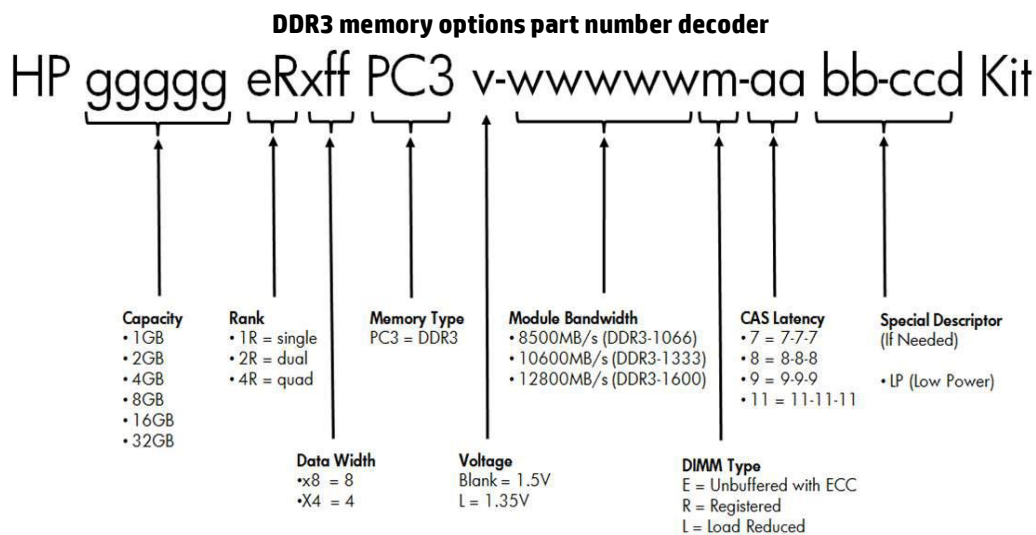 DDR3 memory options part number decoder
HP ggggg eRxff PC3 v-wwwwwm-aa bb-ccd Kit
Capacity
• 1GB
• 2GB
• 4GB
• 8GB
• 16GB
• 32GB
Rank
• 1R = single
• 2R = dual
• 4R = quad
Memory Type
PC3 = DDR3
Module Bandwidth
• 8500MB/s (DDR3-1066)
• 10600MB/s (DDR3-1333)
• 12800MB/s (DDR3-1600)
CAS Latency
• 7 = 7-7-7
• 8 = 8-8-8
• 9 = 9-9-9
• 11 = 11-11-11
Special Descriptor
(If Needed)
• LP (Low Power)
Data Width
•x8 = 8
•X4 = 4
Voltage
Blank = 1.5V
L = 1.35V
DIMM Type
E = Unbuffered with ECC
R = Registered
L = Load Reduced